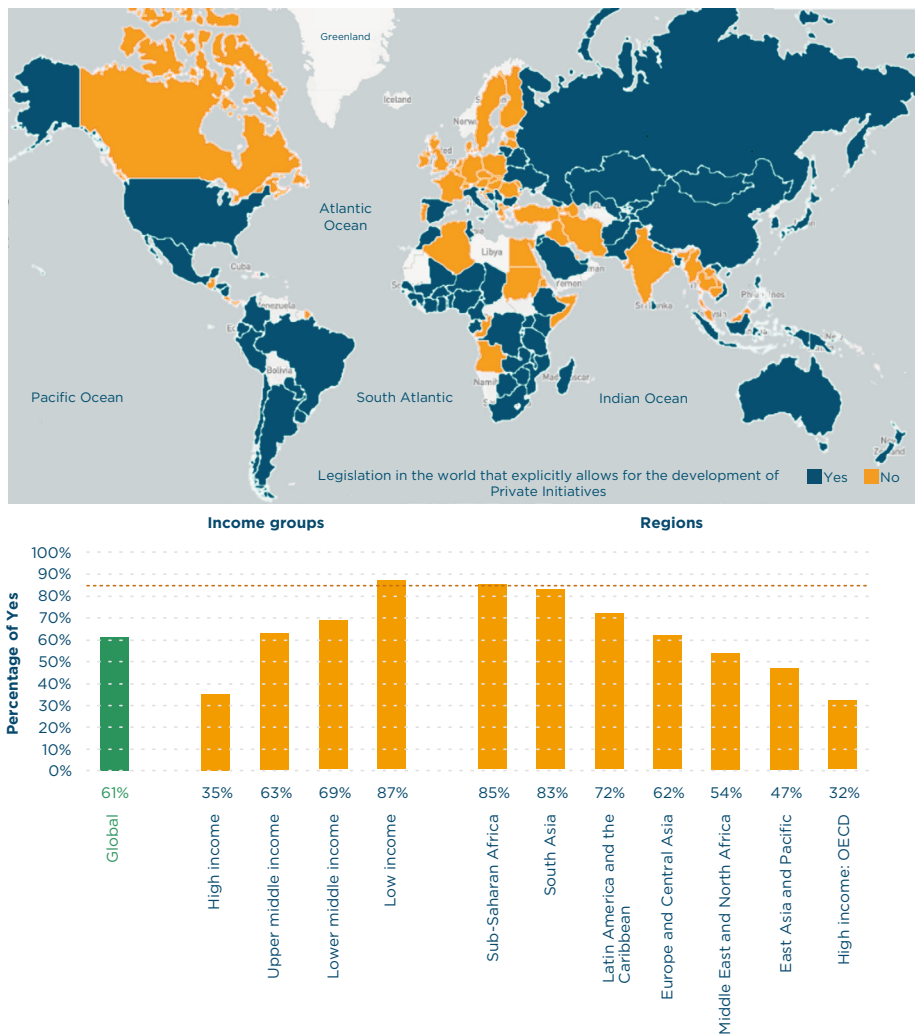 Greenland
Iceland
Atlantic
Ocean
Libya
Cuba
Bolivia
Pacific Ocean
South Atlantic
Indian Ocean
Legislation in the world that explicitly allows for the development of
Private Initiatives
Yes
No
Income groups
Regions
Percentage of Yes
100%
90%
80%
70%
60%
50%
40%
30%
20%
10%
0%
61%
35%
63%
69%
87%
85%
83%
72%
62%
54%
47%
32%
Global
High income
Upper middle income
Lower middle income
Low income
Sub-Saharan Africa
South Asia
Latin America and the
Caribbean
Europe and Central Asia
Middle East and North Africa
East Asia and Pacific
High income: OECD